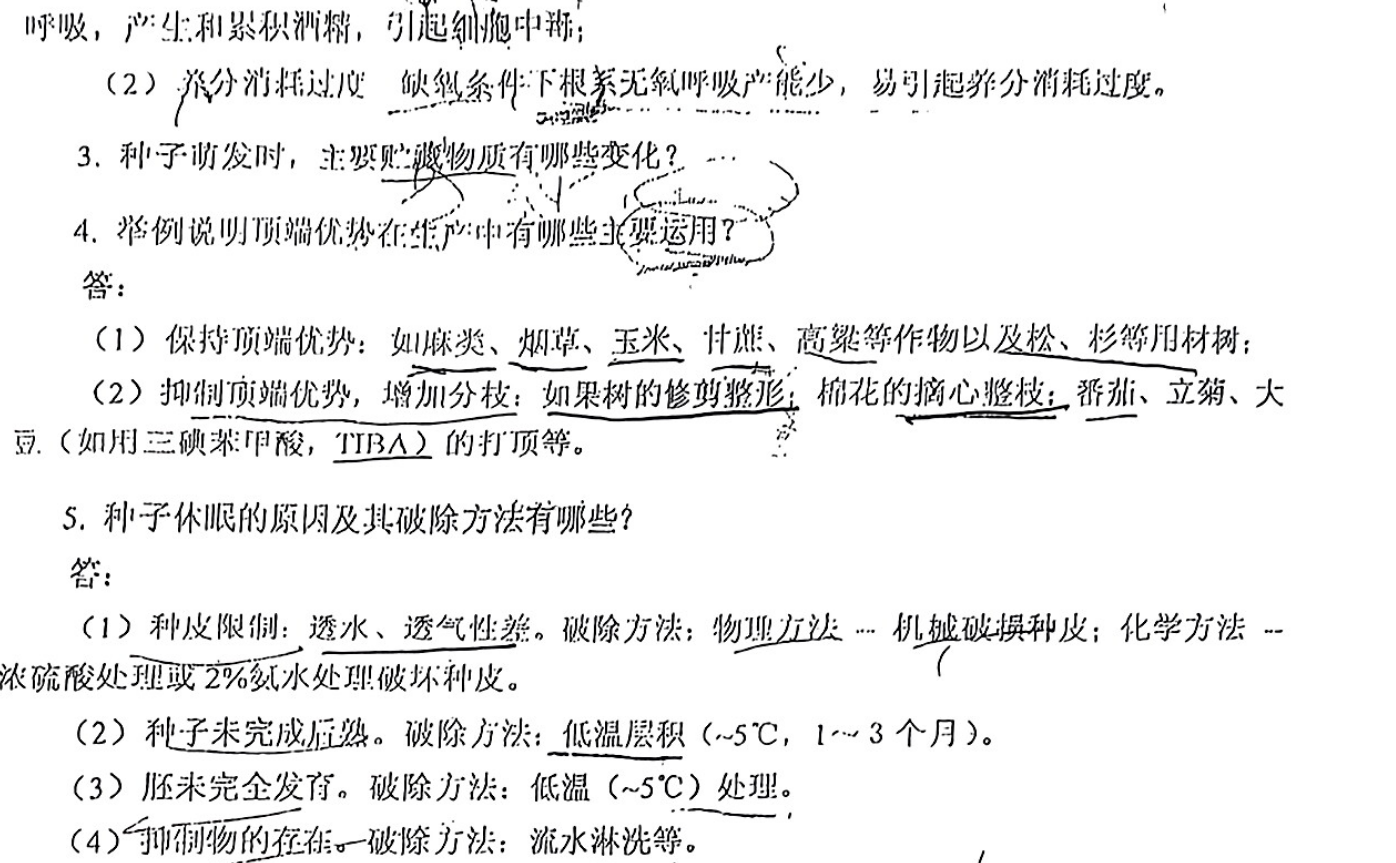 呼吸，产生和累积酒精，引起细胞中毒；
（2）养分消耗过度 缺氧条件下根系无氧呼吸产能少，易引起养分消耗过度。
3. 种子萌发时，主要贮藏物质有哪些变化？
4. 举例说明顶端优势在生产中有哪些主要运用？
答：
（1）保持顶端优势：如麻类、烟草、玉米、甘蔗、高粱等作物以及松、杉等用材树；
（2）抑制顶端优势，增加分枝：如果树的修剪整形；棉花的摘心整枝；番茄、立菊、大
豆（如用三碘苯甲酸，TIBA）的打顶等。
5. 种子休眠的原因及其破除方法有哪些？
答：
（1）种皮限制：透水、透气性差。破除方法：物理方法 -- 机械破损种皮；化学方法 --
浓硫酸处理或 2%氨水处理破坏种皮。
（2）种子未完成后熟。破除方法：低温层积（~5℃，1～3 个月）。
（3）胚未完全发育。破除方法：低温（~5℃）处理。
（4）抑制物的存在。破除方法：流水淋洗等。